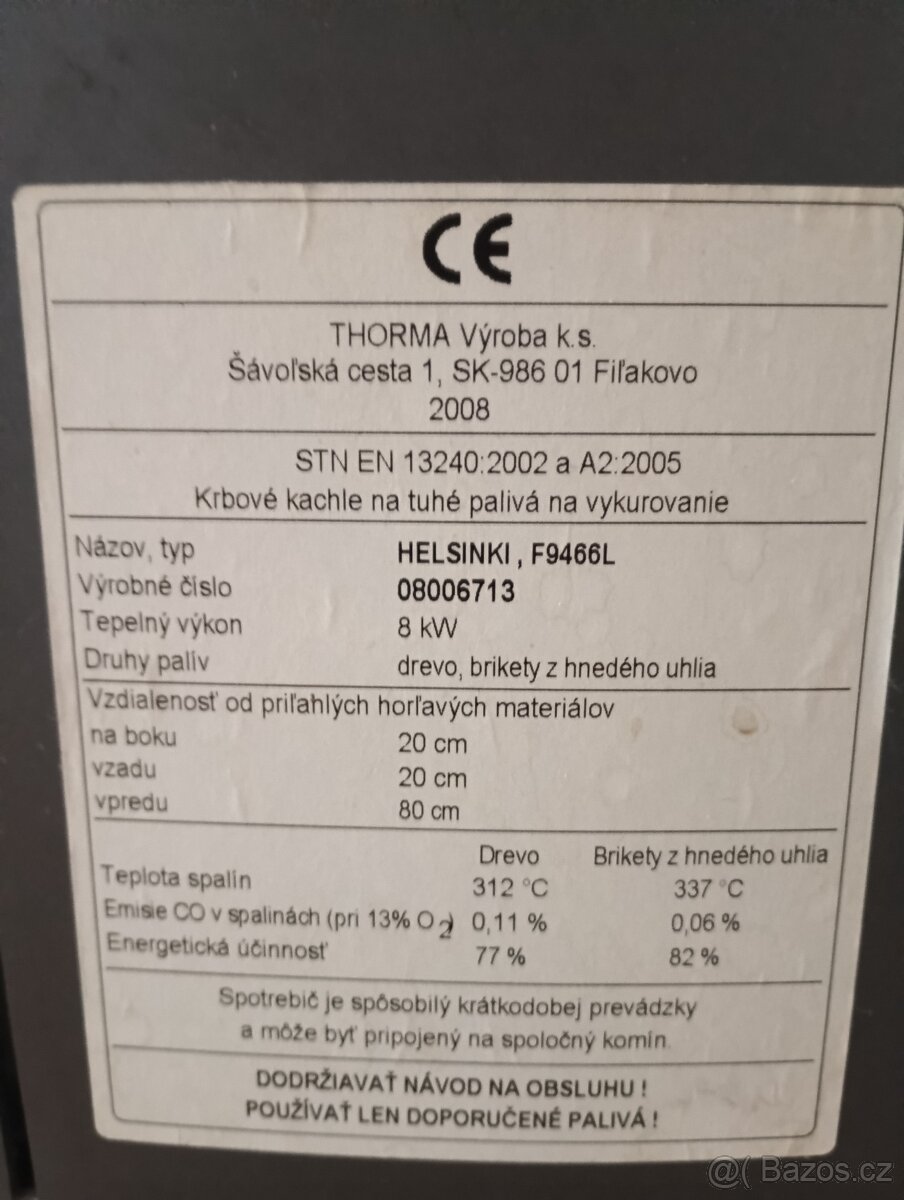 CE
THORMA Výroba k.s.
Šávoľská cesta 1, SK-986 01 Fiľakovo
2008
STN EN 13240:2002 a A2:2005
Krbové kachle na tuhé palivá na vykurovanie
Názov, typ HELSINKI , F9466L
Výrobné číslo 08006713
Tepelný výkon 8 kW
Druhy palív drevo, brikety z hnedého uhlia
Vzdialenosť od priľahlých horľavých materiálov
na boku 20 cm
vzadu 20 cm
vpredu 80 cm
Drevo Brikety z hnedého uhlia
Teplota spalín 312 °C 337 °C
Emisie CO v spalinách (pri 13% O2) 0,11 % 0,06 %
Energetická účinnosť 77 % 82 %
Spotrebič je spôsobilý krátkodobej prevádzky
a môže byť pripojený na spoločný komín.
DODRŽIAVAŤ NÁVOD NA OBSLUHU !
POUŽÍVAŤ LEN DOPORUČENÉ PALIVÁ !
@( Bazos.cz